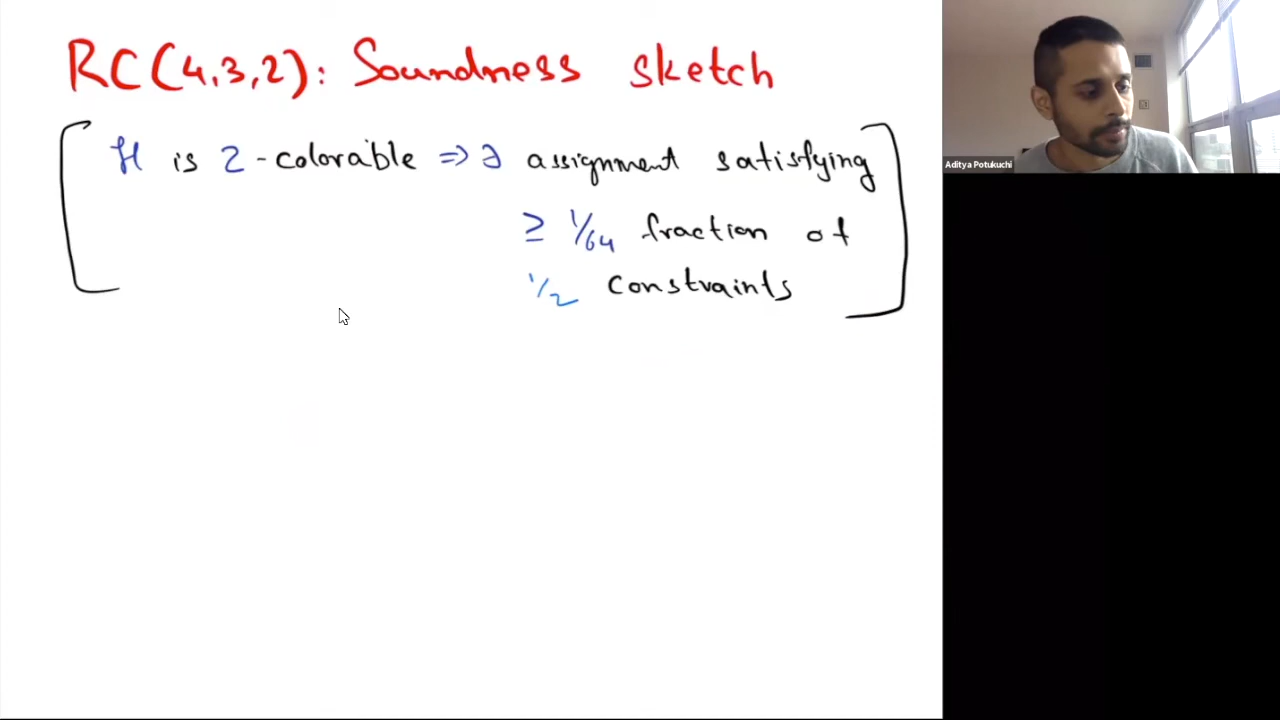 RC(4,3,2): Soundness sketch
H is 2-colorable ⇒ ∃ assignment satisfying
≥ 1/64 fraction of
1/2 constraints
Aditya Potukuchi